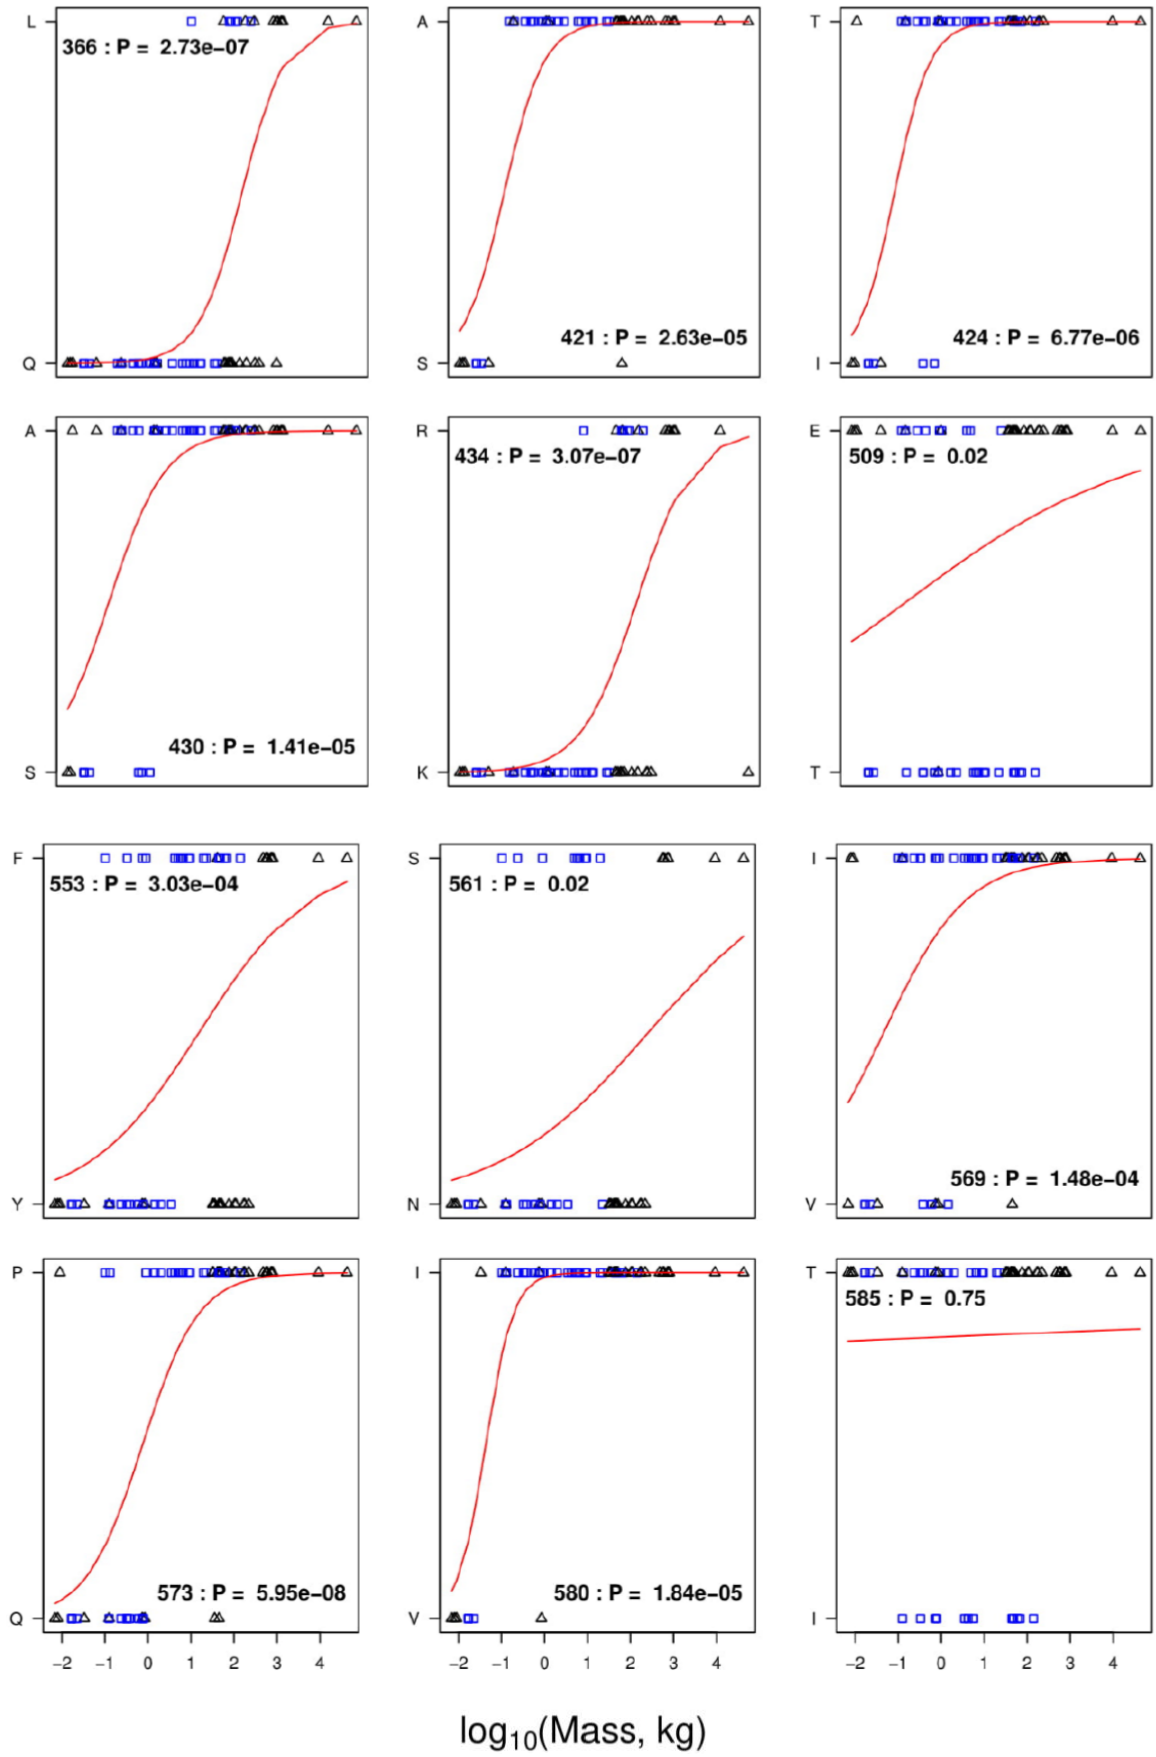 L
366 : P = 2.73e−07
Q
A
421 : P = 2.63e−05
S
T
424 : P = 6.77e−06
I
A
430 : P = 1.41e−05
S
R
434 : P = 3.07e−07
K
E
509 : P = 0.02
T
F
553 : P = 3.03e−04
Y
S
561 : P = 0.02
N
I
569 : P = 1.48e−04
V
P
573 : P = 5.95e−08
Q
−2 −1 0 1 2 3 4
I
580 : P = 1.84e−05
V
−2 −1 0 1 2 3 4
T
585 : P = 0.75
I
−2 −1 0 1 2 3 4
log10(Mass, kg)